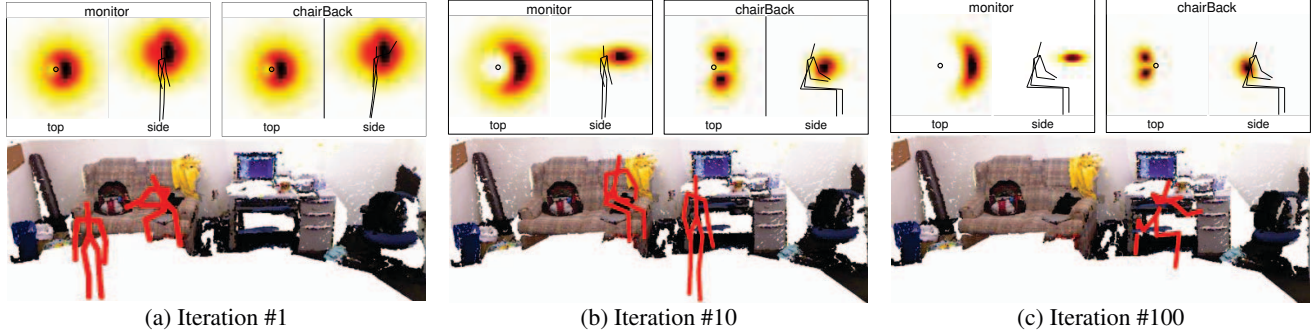 monitor chairBack monitor chairBack monitor chairBack
top side top side top side top side top side top side
(a) Iteration #1 (b) Iteration #10 (c) Iteration #100